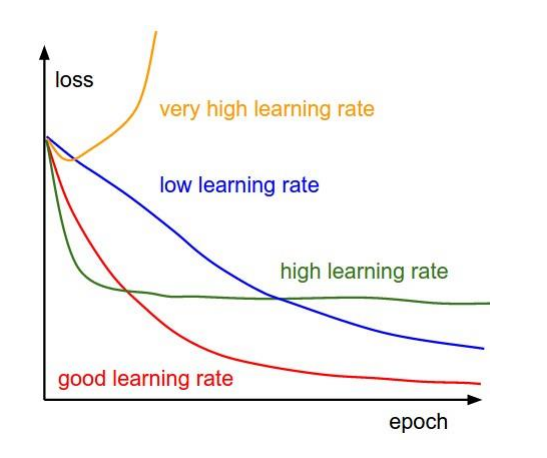 loss
very high learning rate
low learning rate
high learning rate
good learning rate
epoch